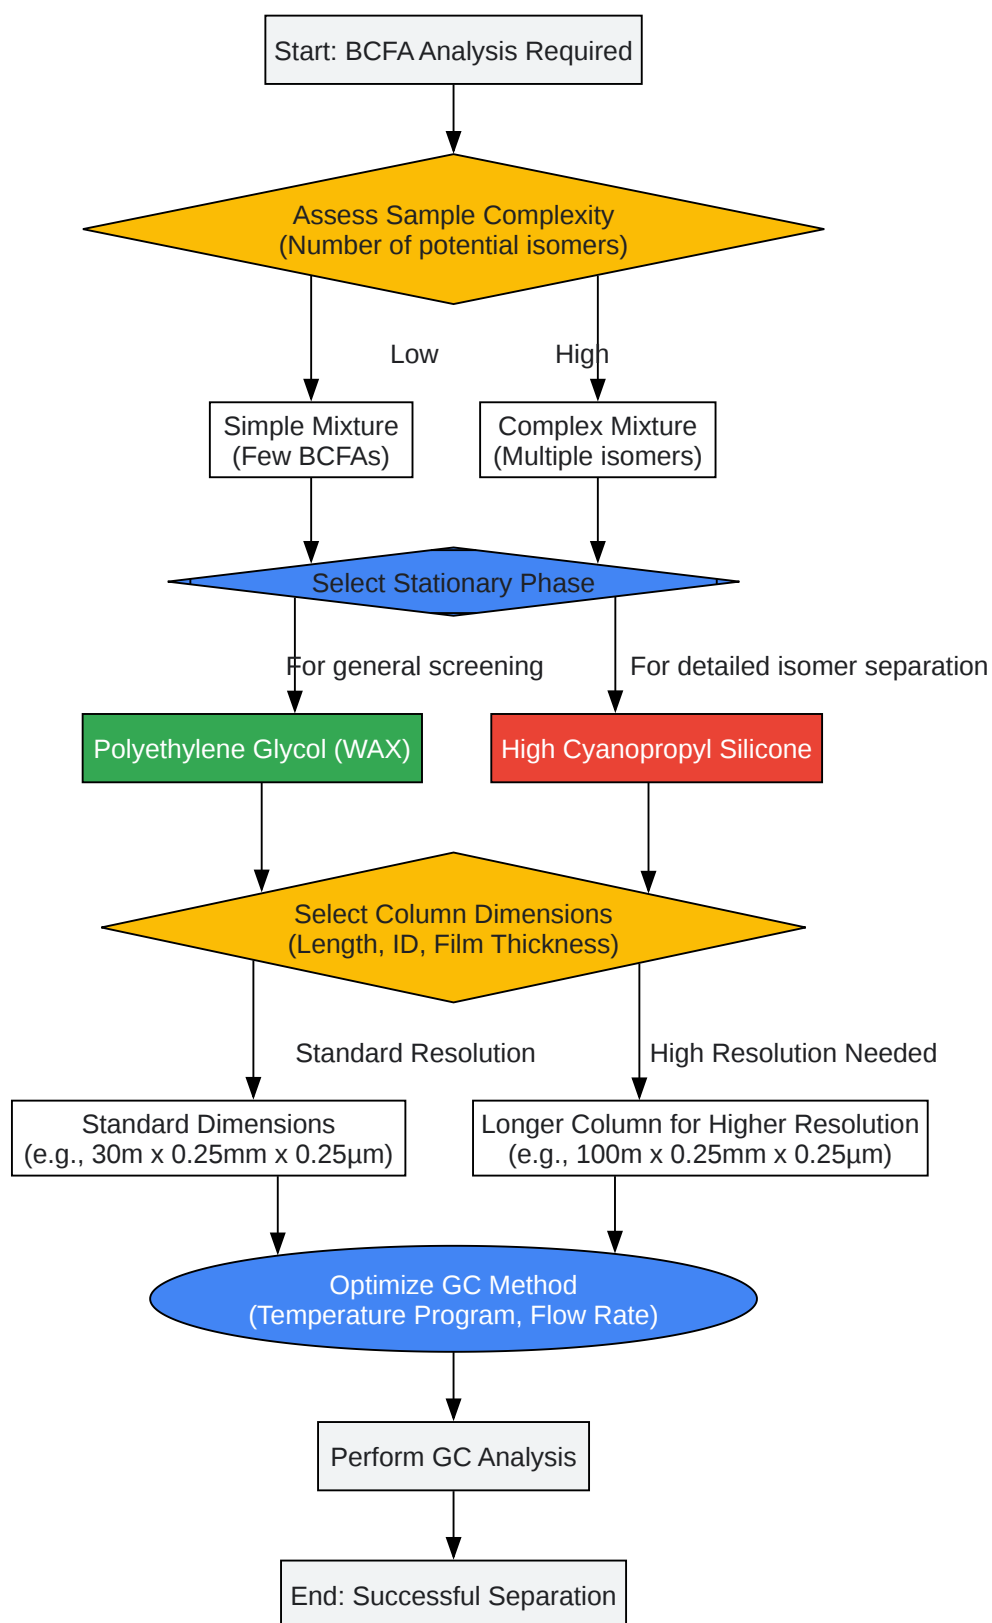 Start: BCFA Analysis Required
Assess Sample Complexity
(Number of potential isomers)
Low
High
Simple Mixture
(Few BCFAs)
Complex Mixture
(Multiple isomers)
Select Stationary Phase
For general screening
For detailed isomer separation
Polyethylene Glycol (WAX)
High Cyanopropyl Silicone
Select Column Dimensions
(Length, ID, Film Thickness)
Standard Resolution
High Resolution Needed
Standard Dimensions
(e.g., 30m x 0.25mm x 0.25µm)
Longer Column for Higher Resolution
(e.g., 100m x 0.25mm x 0.25µm)
Optimize GC Method
(Temperature Program, Flow Rate)
Perform GC Analysis
End: Successful Separation